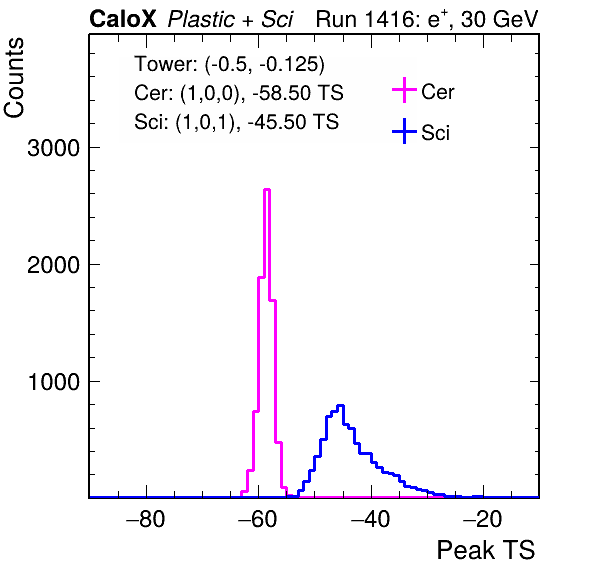 CaloX Plastic + Sci Run 1416: e⁺, 30 GeV
Counts
Tower: (-0.5, -0.125)
Cer: (1,0,0), -58.50 TS
Sci: (1,0,1), -45.50 TS
Cer
Sci
3000
2000
1000
−80 −60 −40 −20
Peak TS